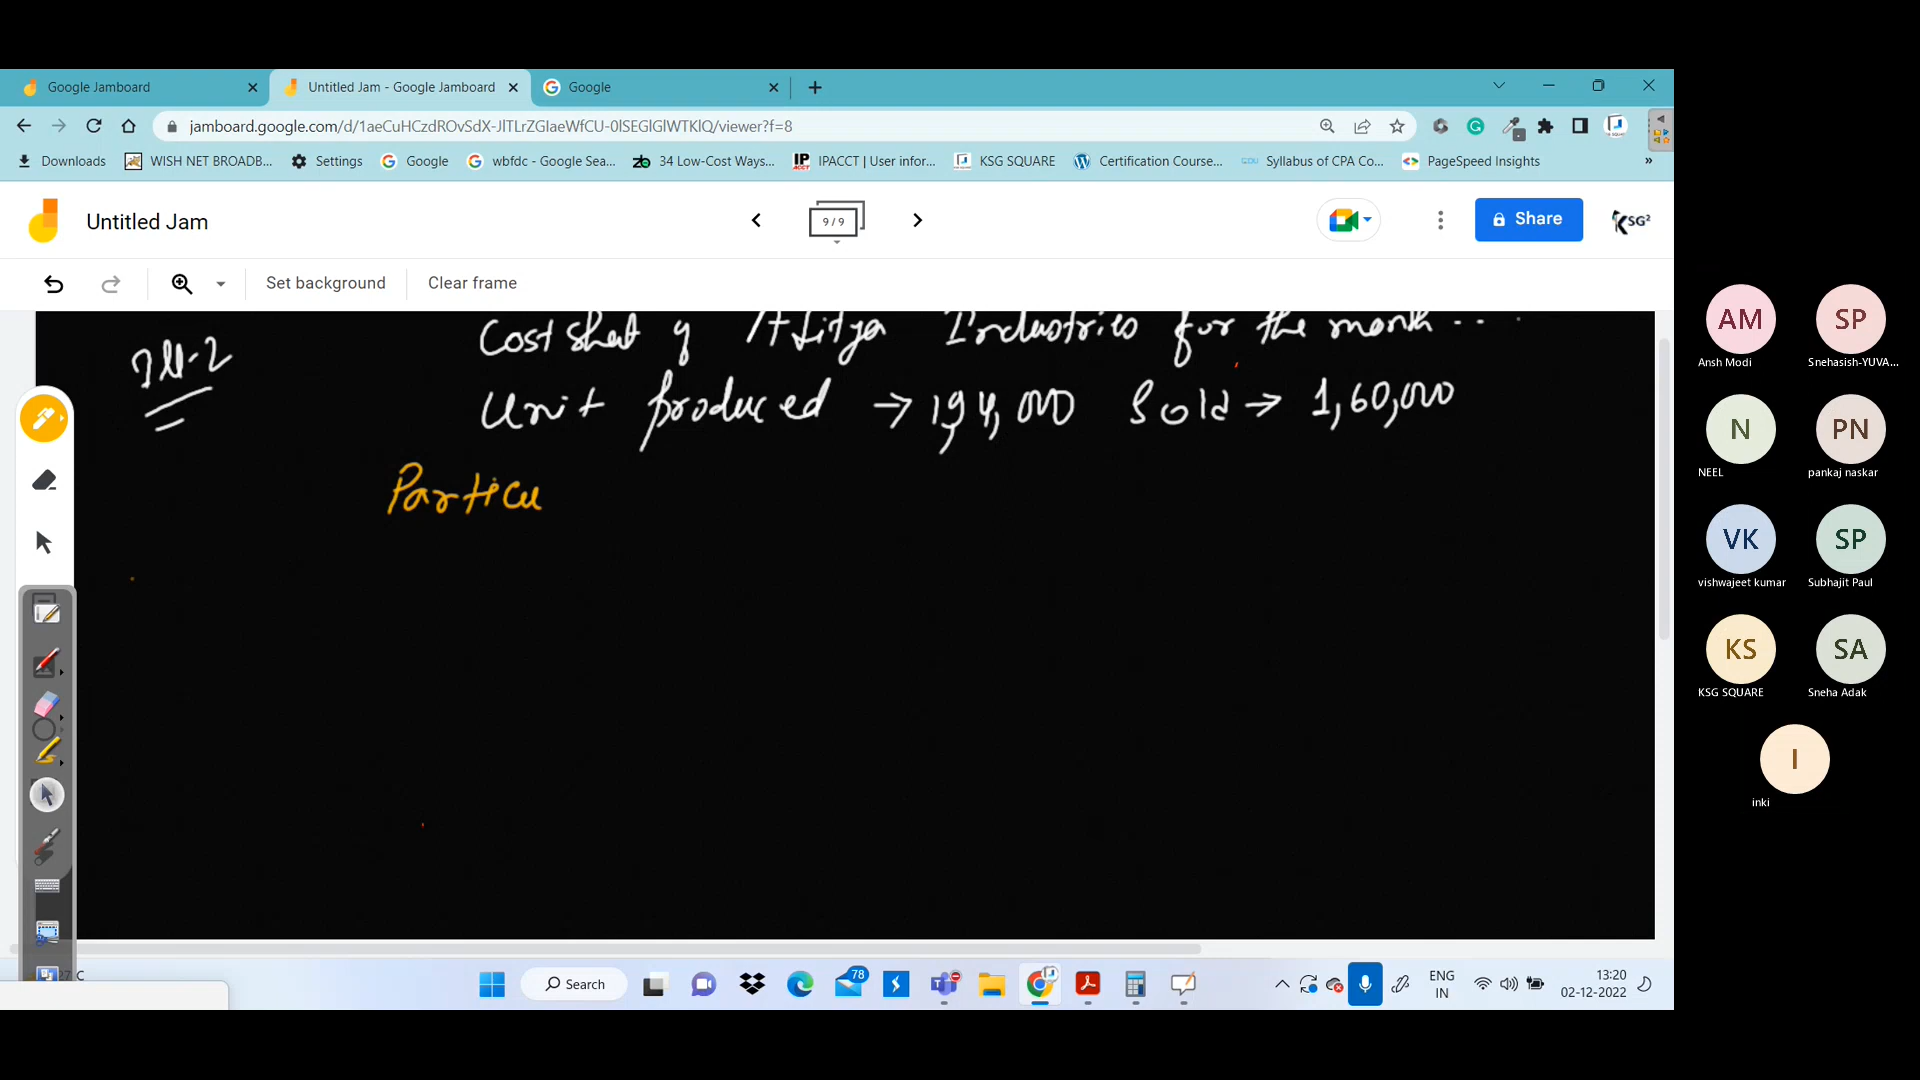 Google Jamboard
Untitled Jam - Google Jamboard
Google
jamboard.google.com/d/1aeCuHCzdROvSdX-JlTLrZGIaeWfCU-0lSEGlGlWTKlQ/viewer?f=8
Downloads
WISH NET BROADB...
Settings
Google
wbfdc - Google Sea...
34 Low-Cost Ways...
IPACCT | User infor...
KSG SQUARE
Certification Course...
Syllabus of CPA Co...
PageSpeed Insights
»
Untitled Jam
9 / 9
Share
KSG²
Set background
Clear frame
Ill-2
Cost sheet of Aditya Industries for the month ...
Unit produced → 194,000 Sold → 1,60,000
Particu
AM
Ansh Modi
SP
Snehasish-YUVA...
N
NEEL
PN
pankaj naskar
VK
vishwajeet kumar
SP
Subhajit Paul
KS
KSG SQUARE
SA
Sneha Adak
I
inki
Search
78
ENG
IN
13:20
02-12-2022